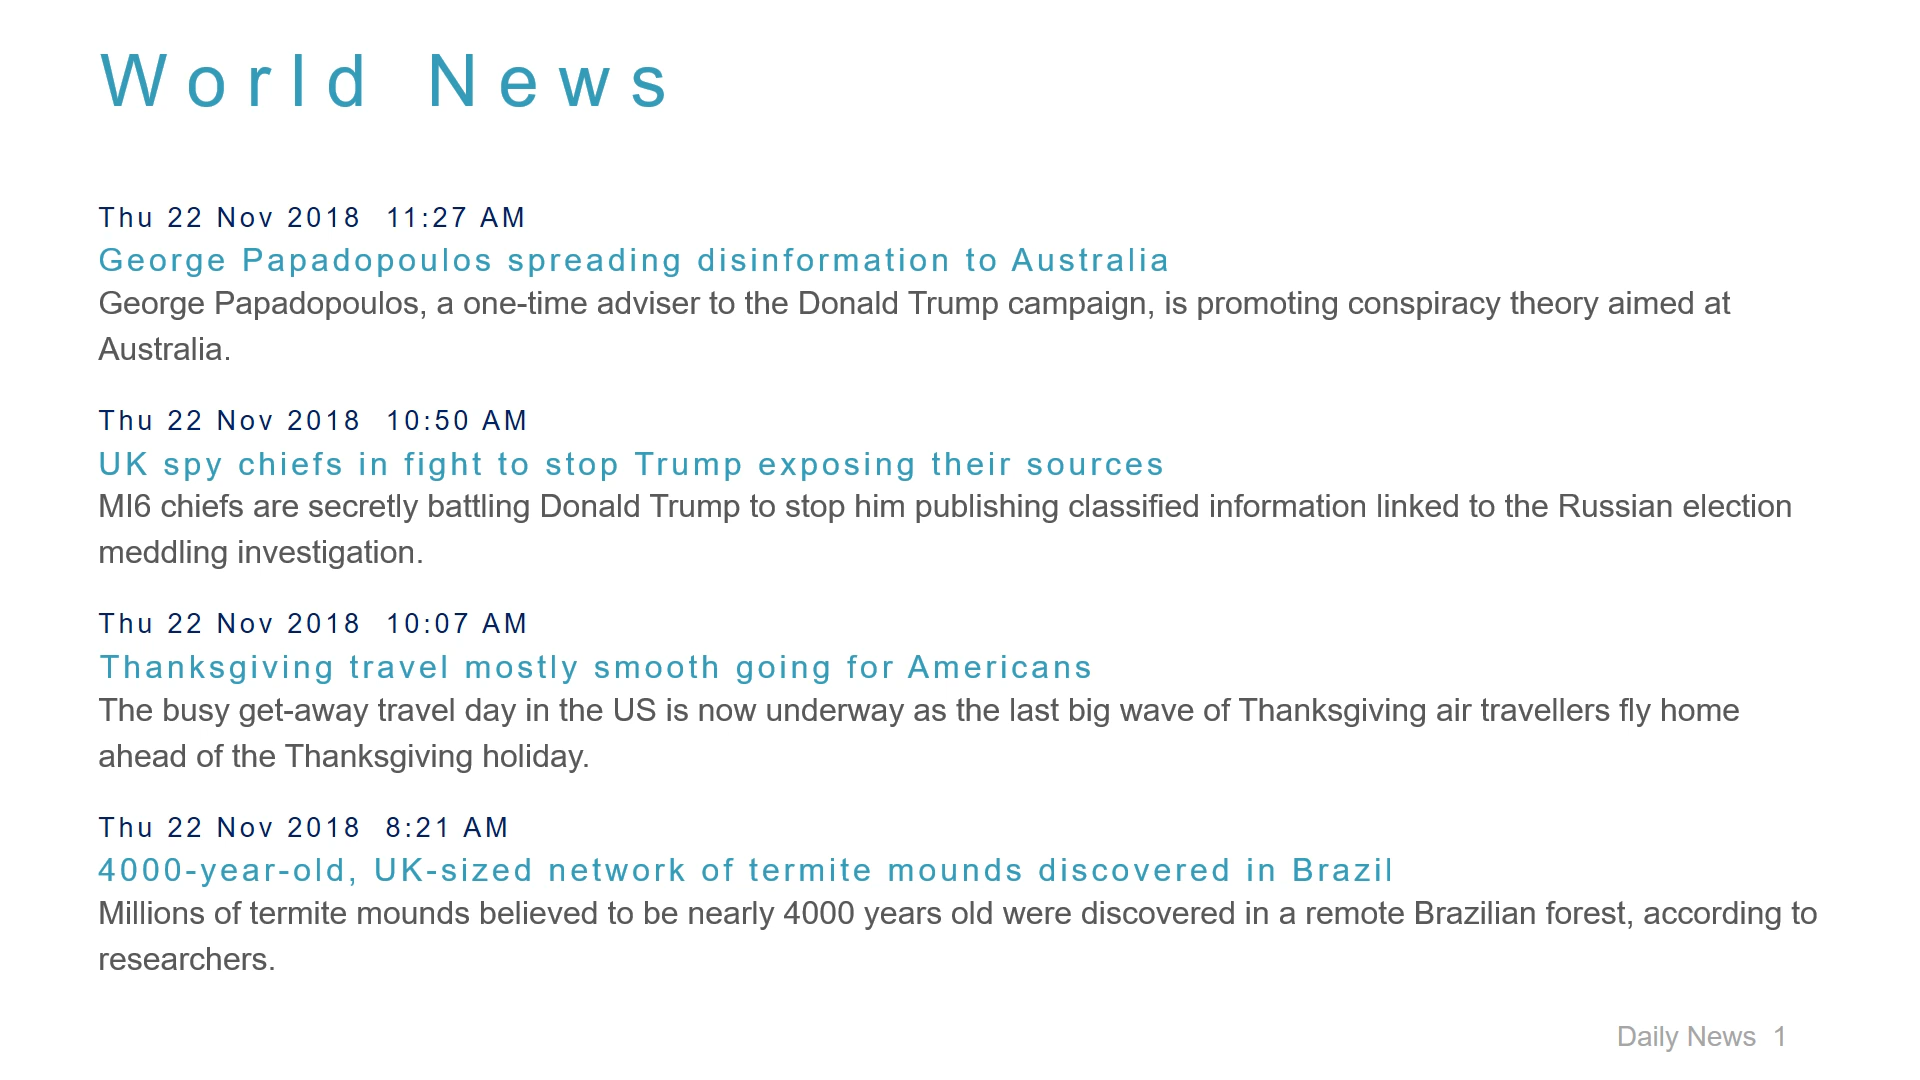 World News
Thu 22 Nov 2018  11:27 AM
George Papadopoulos spreading disinformation to Australia
George Papadopoulos, a one-time adviser to the Donald Trump campaign, is promoting conspiracy theory aimed at
Australia.
Thu 22 Nov 2018  10:50 AM
UK spy chiefs in fight to stop Trump exposing their sources
MI6 chiefs are secretly battling Donald Trump to stop him publishing classified information linked to the Russian election
meddling investigation.
Thu 22 Nov 2018  10:07 AM
Thanksgiving travel mostly smooth going for Americans
The busy get-away travel day in the US is now underway as the last big wave of Thanksgiving air travellers fly home
ahead of the Thanksgiving holiday.
Thu 22 Nov 2018  8:21 AM
4000-year-old, UK-sized network of termite mounds discovered in Brazil
Millions of termite mounds believed to be nearly 4000 years old were discovered in a remote Brazilian forest, according to
researchers.
Daily News  1